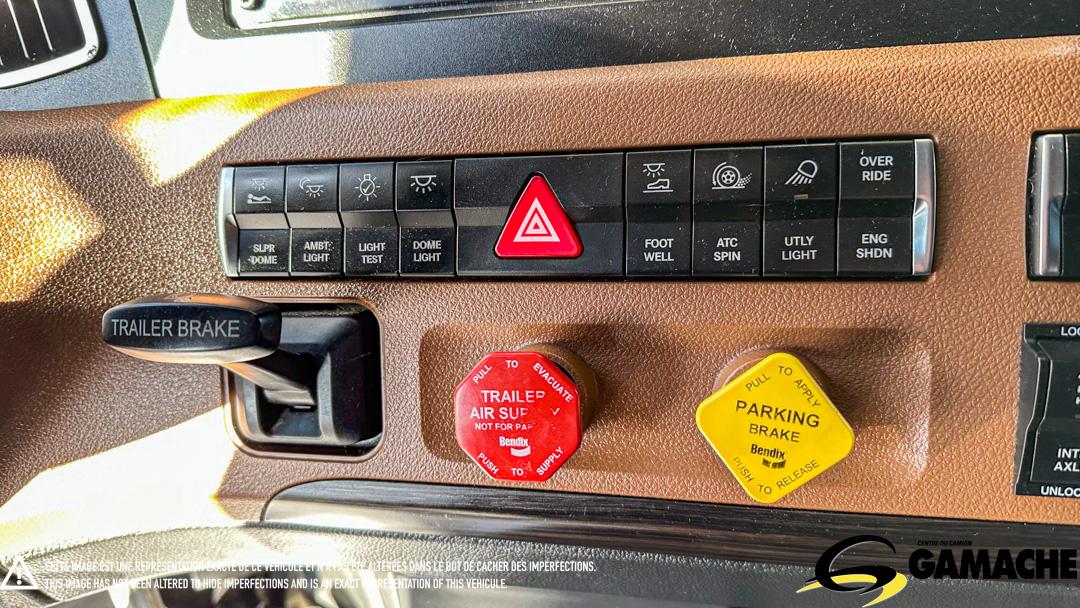 OVER
RIDE
SLPR
DOME
AMBT
LIGHT
LIGHT
TEST
DOME
LIGHT
FOOT
WELL
ATC
SPIN
UTLY
LIGHT
ENG
SHDN
TRAILER BRAKE
PULL TO EVACUATE
TRAILER
AIR
NOT FOR
Bendix
PUSH TO SUPPLY
PULL TO APPLY
PARKING
BRAKE
Bendix
PUSH TO RELEASE
CETTE IMAGE EST UNE REPRÉSENTATION EXACTE DE CE VÉHICULE ET N'A PAS ÉTÉ ALTÉRÉES DANS LE BUT DE CACHER DES IMPERFECTIONS.
THIS IMAGE HAS NOT BEEN ALTERED TO HIDE IMPERFECTIONS AND IS AN EXACT REPRESENTATION OF THIS VEHICULE.
CENTRE DU CAMION
GAMACHE